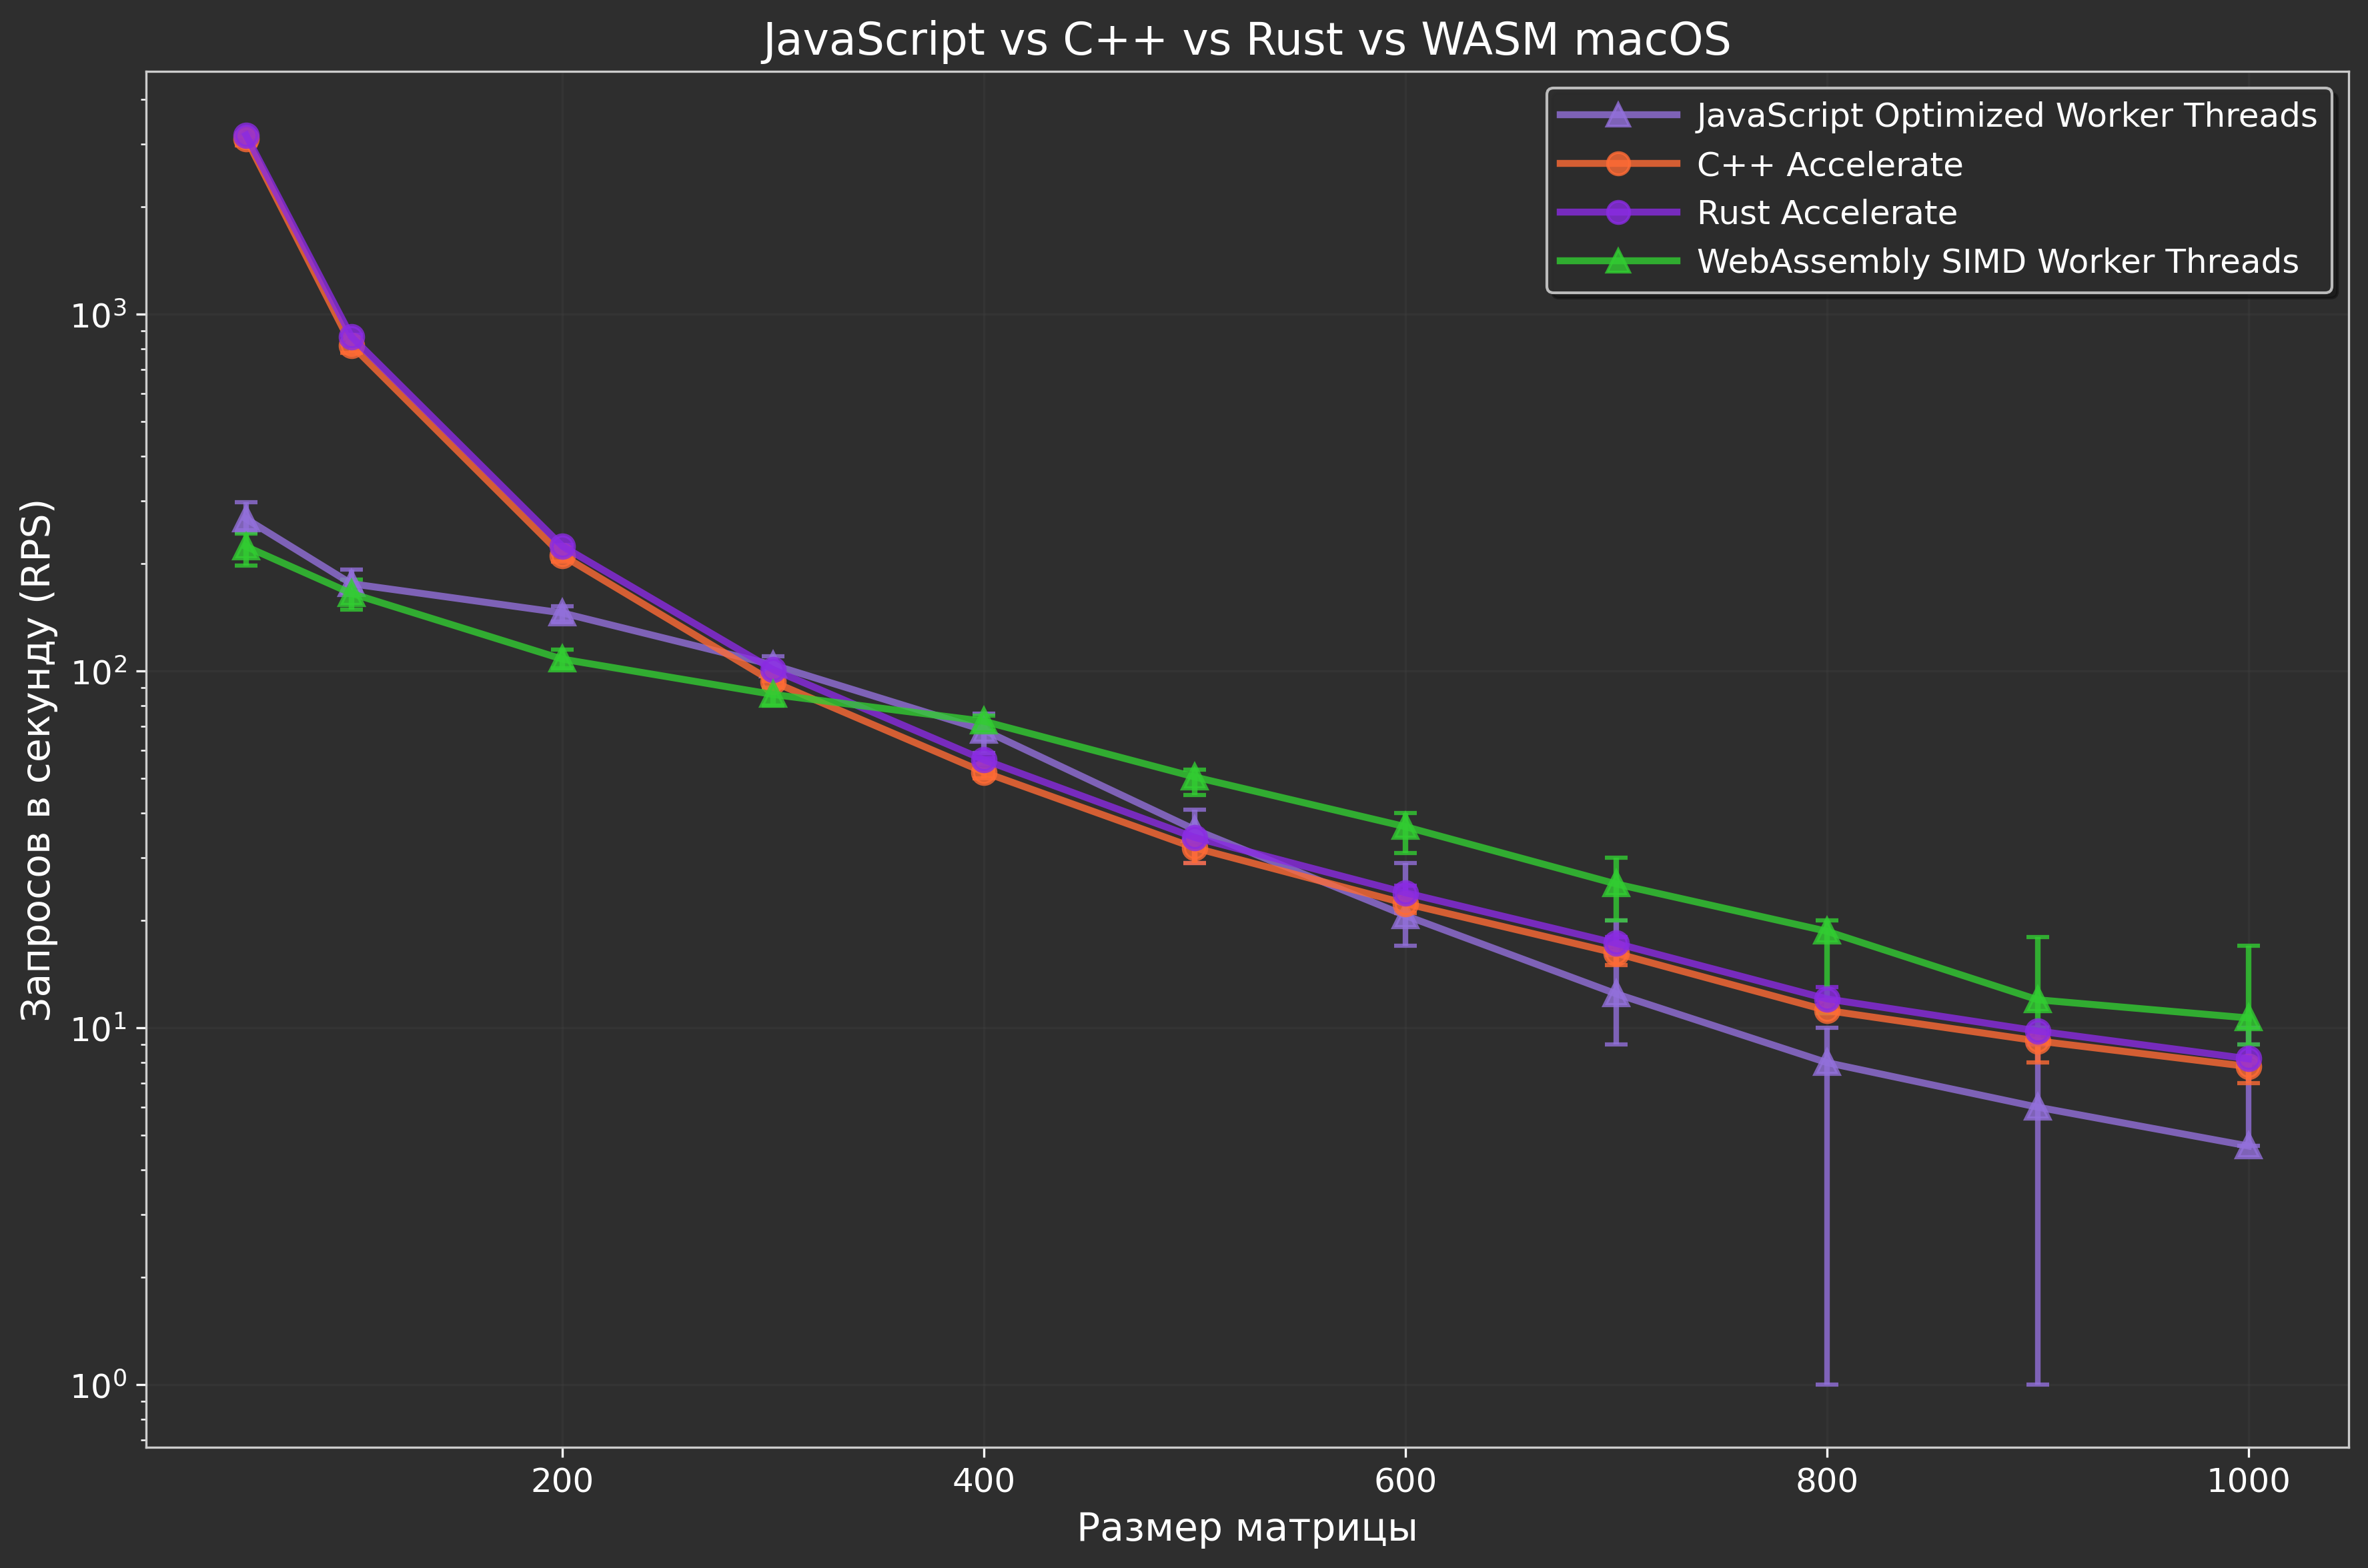 JavaScript vs C++ vs Rust vs WASM macOS
JavaScript Optimized Worker Threads
C++ Accelerate
Rust Accelerate
WebAssembly SIMD Worker Threads
Запросов в секунду (RPS)
10³
10²
10¹
10⁰
200 400 600 800 1000
Размер матрицы